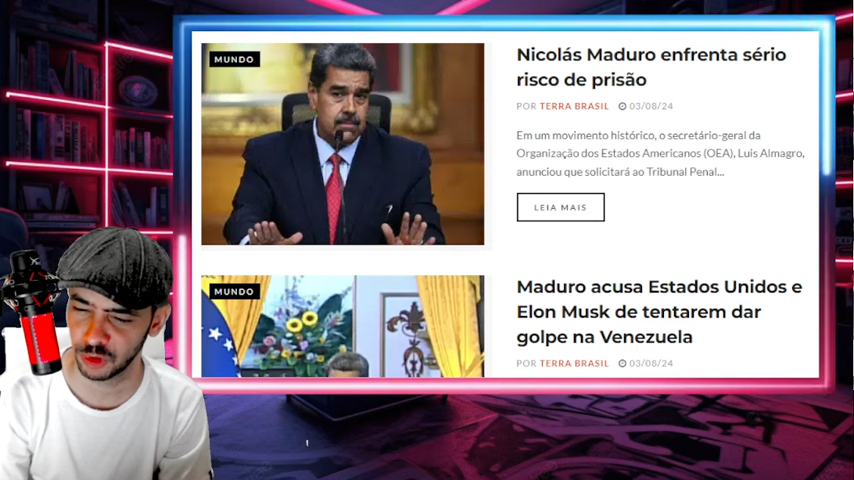 MUNDO
Nicolás Maduro enfrenta sério
risco de prisão
POR TERRA BRASIL 03/08/24
Em um movimento histórico, o secretário-geral da
Organização dos Estados Americanos (OEA), Luis Almagro,
anunciou que solicitará ao Tribunal Penal...
LEIA MAIS
MUNDO
Maduro acusa Estados Unidos e
Elon Musk de tentarem dar
golpe na Venezuela
POR TERRA BRASIL 03/08/24